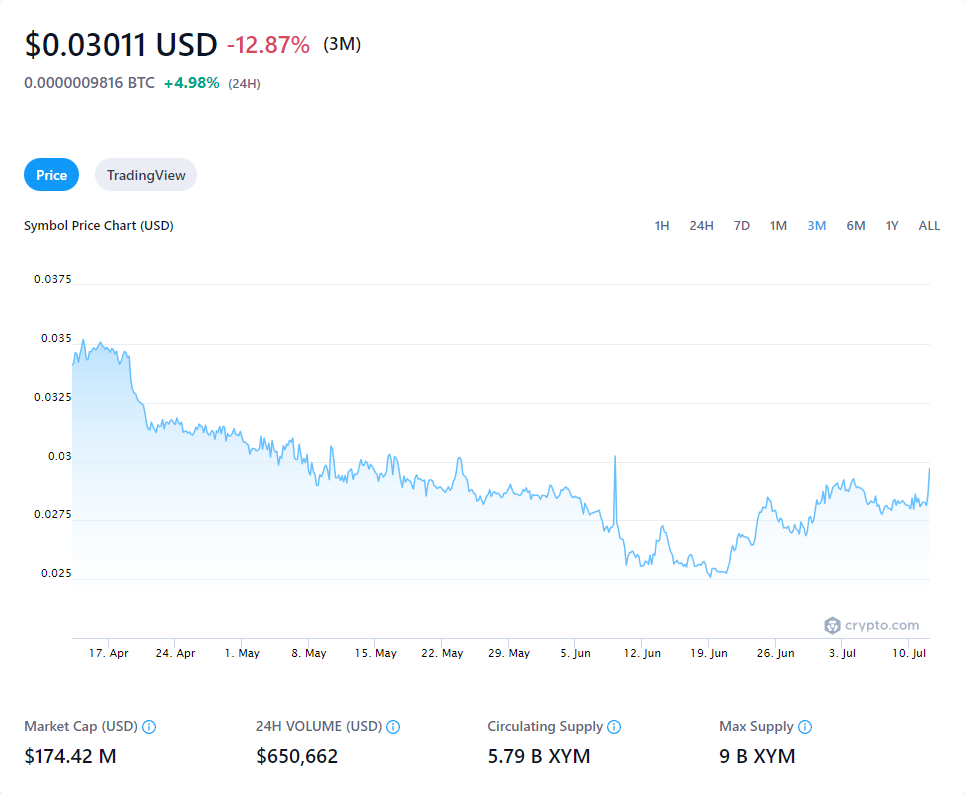 $0.03011 USD -12.87% (3M)
0.0000009816 BTC +4.98% (24H)
Price TradingView
Symbol Price Chart (USD) 1H 24H 7D 1M 3M 6M 1Y ALL
0.0375
0.035
0.0325
0.03
0.0275
0.025
crypto.com
17. Apr 24. Apr 1. May 8. May 15. May 22. May 29. May 5. Jun 12. Jun 19. Jun 26. Jun 3. Jul 10. Jul
Market Cap (USD) 24H VOLUME (USD) Circulating Supply Max Supply
$174.42 M $650,662 5.79 B XYM 9 B XYM